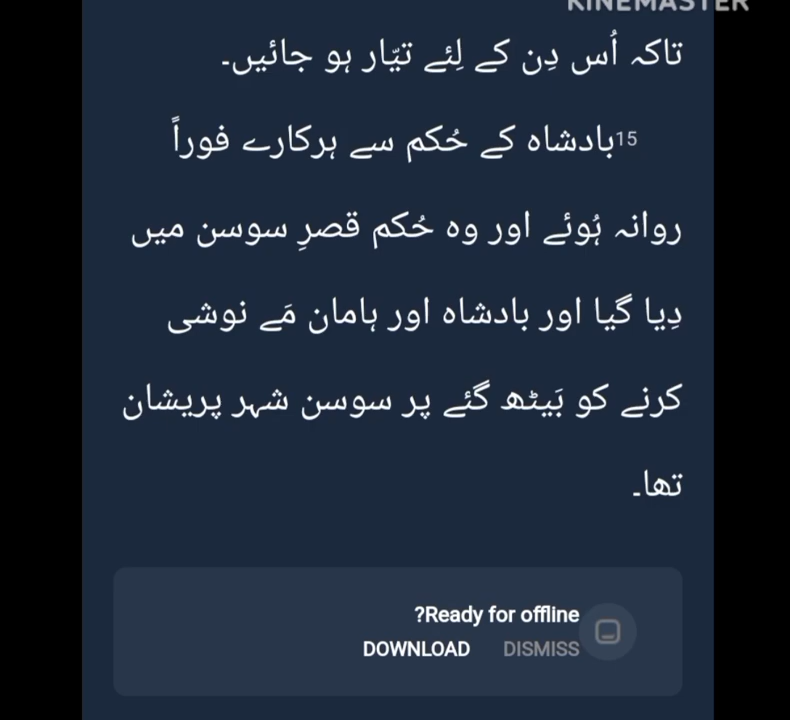 KINEMASTER
تاکہ اُس دِن کے لِئے تیّار ہو جائیں۔
15بادشاہ کے حُکم سے ہرکارے فوراً
روانہ ہُوئے اور وہ حُکم قصرِ سوسن میں
دِیا گیا اور بادشاہ اور ہامان مَے نوشی
کرنے کو بَیٹھ گئے پر سوسن شہر پریشان
تھا۔
?Ready for offline
DOWNLOAD DISMISS